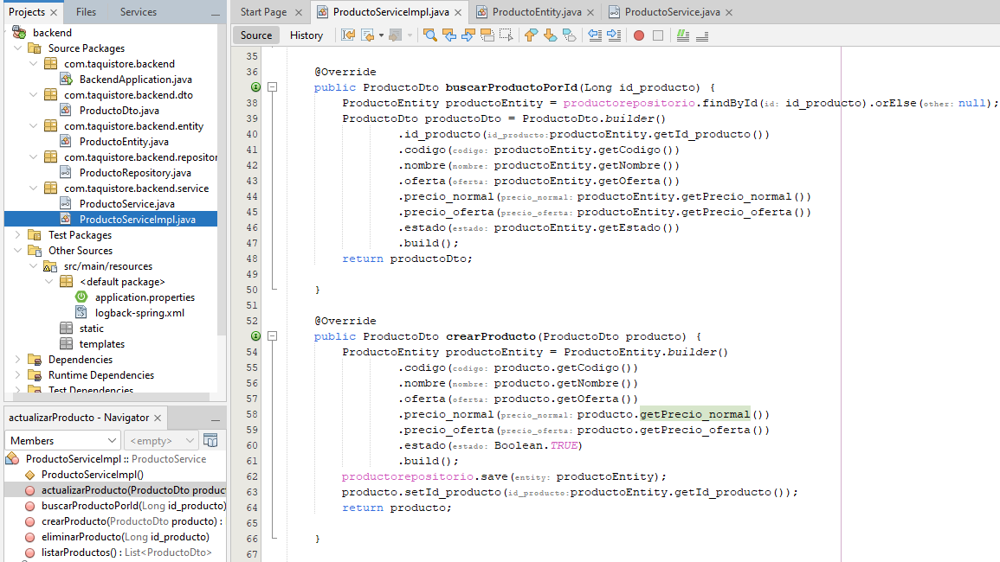 Projects
Files
Services
backend
Source Packages
com.taquistore.backend
BackendApplication.java
com.taquistore.backend.dto
ProductoDto.java
com.taquistore.backend.entity
ProductoEntity.java
com.taquistore.backend.repositor
ProductoRepository.java
com.taquistore.backend.service
ProductoService.java
ProductoServiceImpl.java
Test Packages
Other Sources
src/main/resources
<default package>
application.properties
logback-spring.xml
static
templates
Dependencies
Runtime Dependencies
Test Dependencies
actualizarProducto - Navigator
Members
<empty>
ProductoServiceImpl :: ProductoService
ProductoServiceImpl()
actualizarProducto(ProductoDto product
buscarProductoPorId(Long id_producto)
crearProducto(ProductoDto producto) :
eliminarProducto(Long id_producto)
listarProductos() : List<ProductoDto>
Start Page
ProductoServiceImpl.java
ProductoEntity.java
ProductoService.java
Source
History
35
36 @Override
public ProductoDto buscarProductoPorId(Long id_producto) {
38 ProductoEntity productoEntity = productorepositorio.findById(id: id_producto).orElse(other: null);
39 ProductoDto productoDto = ProductoDto.builder()
40 .id_producto(id_producto:productoEntity.getId_producto())
41 .codigo(codigo: productoEntity.getCodigo())
42 .nombre(nombre: productoEntity.getNombre())
43 .oferta(oferta: productoEntity.getOferta())
44 .precio_normal(precio_normal: productoEntity.getPrecio_normal())
45 .precio_oferta(precio_oferta: productoEntity.getPrecio_oferta())
46 .estado(estado: productoEntity.getEstado())
47 .build();
48 return productoDto;
49
50 }
51
52 @Override
public ProductoDto crearProducto(ProductoDto producto) {
54 ProductoEntity productoEntity = ProductoEntity.builder()
55 .codigo(codigo: producto.getCodigo())
56 .nombre(nombre: producto.getNombre())
57 .oferta(oferta: producto.getOferta())
58 .precio_normal(precio_normal: producto.getPrecio_normal())
59 .precio_oferta(precio_oferta: producto.getPrecio_oferta())
60 .estado(estado: Boolean.TRUE)
61 .build();
62 productorepositorio.save(entity: productoEntity);
63 producto.setId_producto(id_producto:productoEntity.getId_producto());
64 return producto;
65
66 }
67